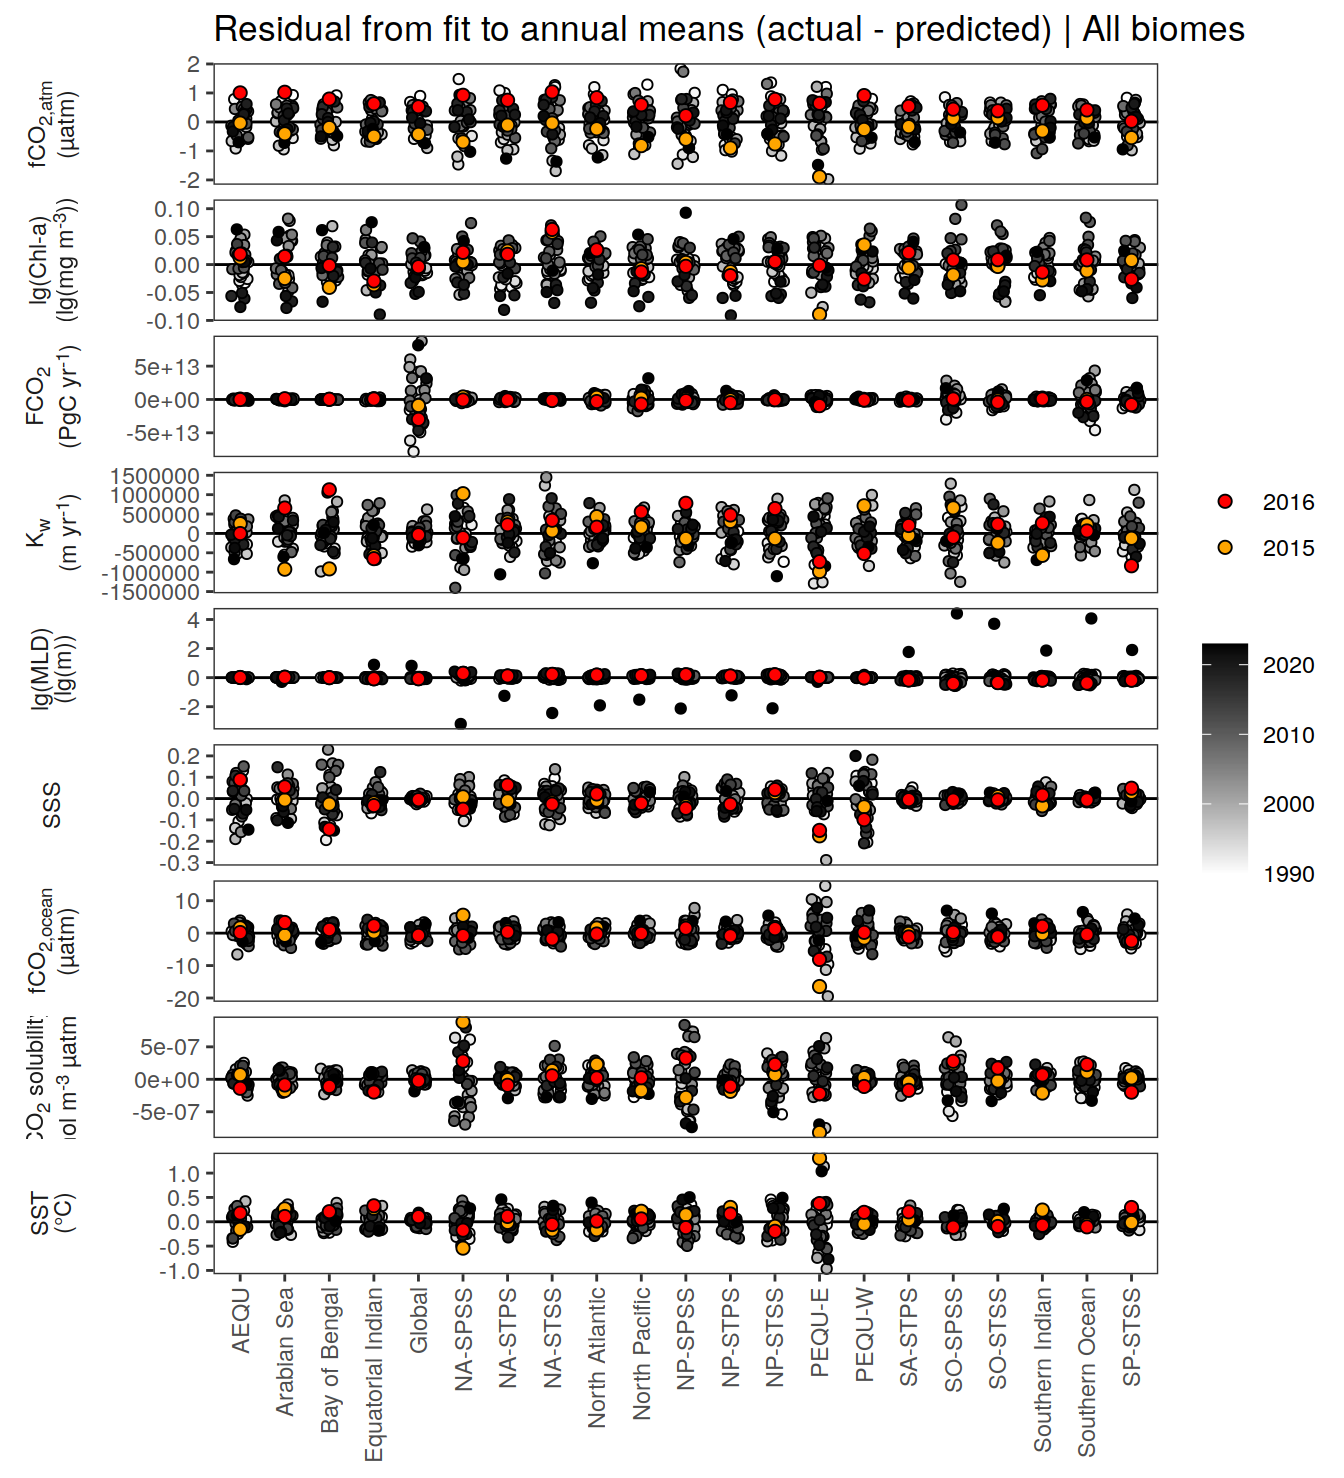 Residual from fit to annual means (actual - predicted) | All biomes
fCO2,atm
(µatm)
2
1
0
-1
-2
lg(Chl-a)
(lg(mg m-3))
0.10
0.05
0.00
-0.05
-0.10
FCO2
(PgC yr-1)
5e+13
0e+00
-5e+13
Kw
(m yr-1)
1500000
1000000
500000
0
-500000
-1000000
-1500000
lg(MLD)
(lg(m))
4
2
0
-2
SSS
0.2
0.1
0.0
-0.1
-0.2
-0.3
fCO2,ocean
(µatm)
10
0
-10
-20
CO2 solubilit
ol m-3 µatm
5e-07
0e+00
-5e-07
SST
(°C)
1.0
0.5
0.0
-0.5
-1.0
AEQU
Arabian Sea
Bay of Bengal
Equatorial Indian
Global
NA-SPSS
NA-STPS
NA-STSS
North Atlantic
North Pacific
NP-SPSS
NP-STPS
NP-STSS
PEQU-E
PEQU-W
SA-STPS
SO-SPSS
SO-STSS
Southern Indian
Southern Ocean
SP-STSS
2016
2015
2020
2010
2000
1990